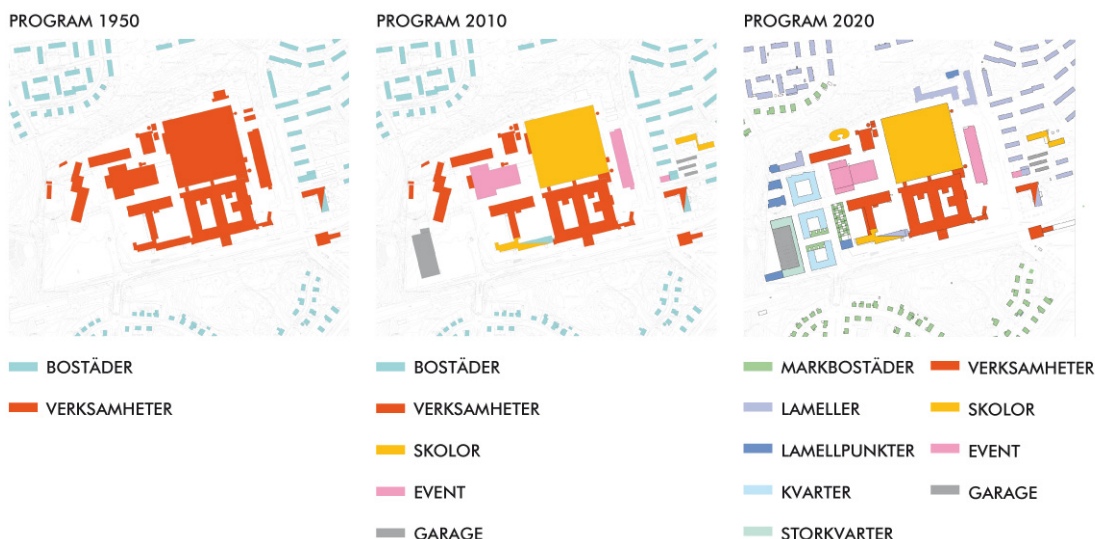 PROGRAM 1950
BOSTÄDER
VERKSAMHETER
PROGRAM 2010
BOSTÄDER
VERKSAMHETER
SKOLOR
EVENT
GARAGE
PROGRAM 2020
MARKBOSTÄDER
LAMELLER
LAMELLPUNKTER
KVARTER
STORKVARTER
VERKSAMHETER
SKOLOR
EVENT
GARAGE